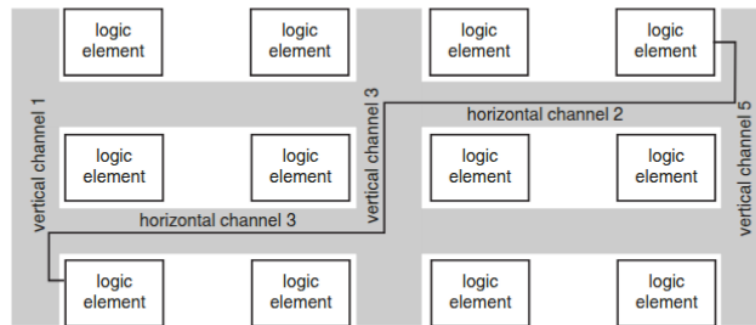 logic
element
logic
element
logic
element
logic
element
vertical channel 1
vertical channel 3
horizontal channel 2
vertical channel 5
logic
element
logic
element
logic
element
logic
element
horizontal channel 3
logic
element
logic
element
logic
element
logic
element